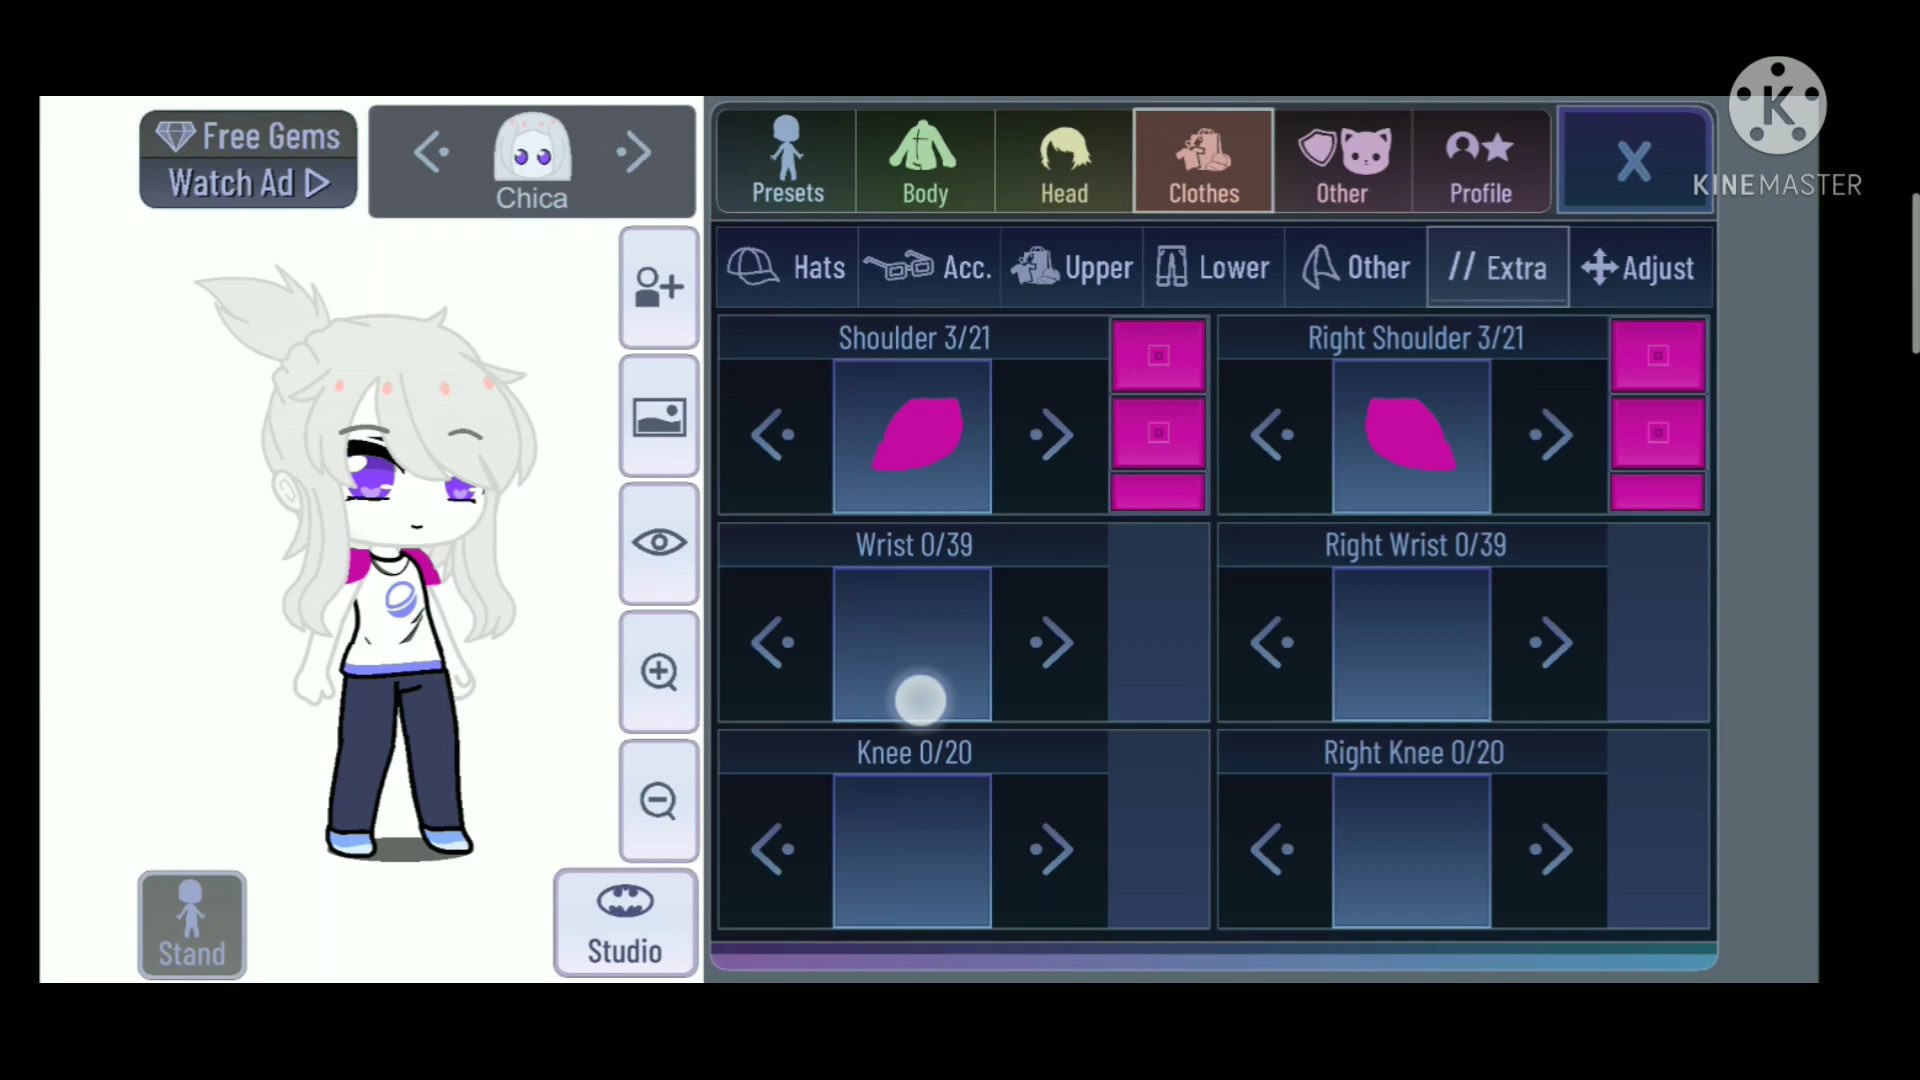 Free Gems
Watch Ad
Chica
Presets
Body
Head
Clothes
Other
Profile
X
K
KINEMASTER
Hats
Acc.
Upper
Lower
Other
// Extra
Adjust
Shoulder 3/21
Right Shoulder 3/21
Wrist 0/39
Right Wrist 0/39
Knee 0/20
Right Knee 0/20
Stand
Studio